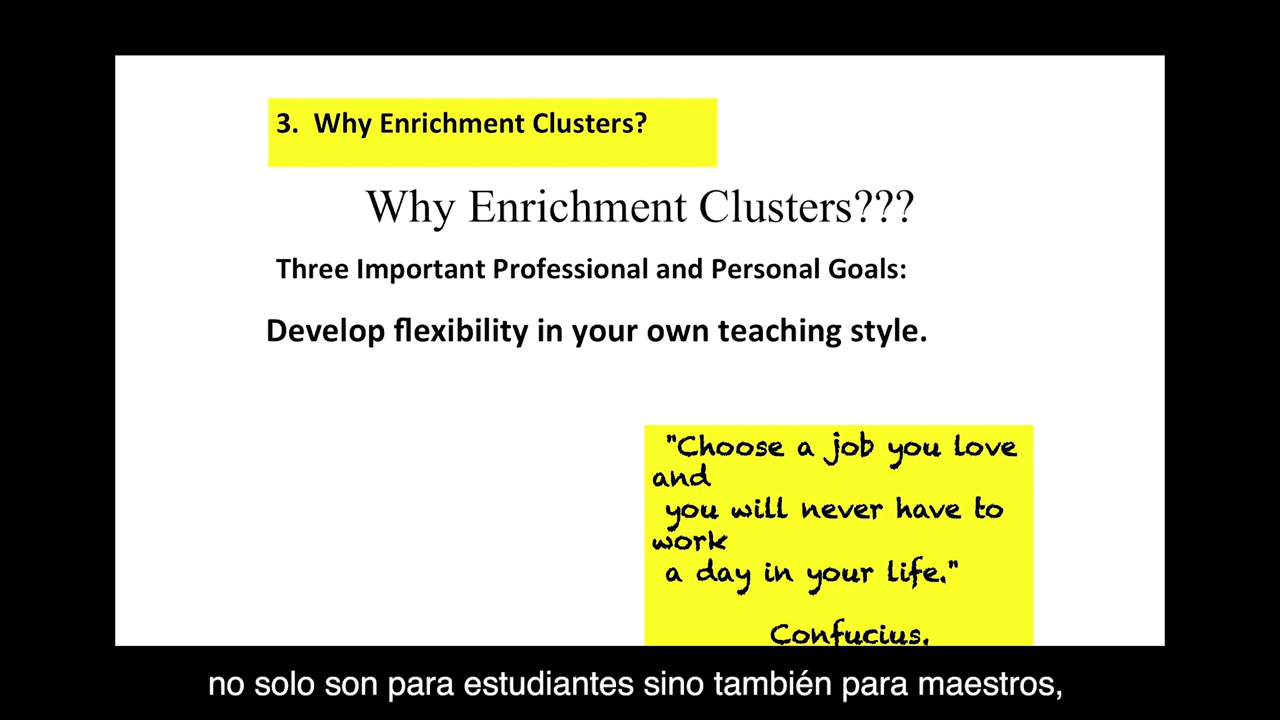 3. Why Enrichment Clusters?
Why Enrichment Clusters???
Three Important Professional and Personal Goals:
Develop flexibility in your own teaching style.
"Choose a job you love
and
you will never have to
work
a day in your life."
Confucius.
no solo son para estudiantes sino también para maestros,